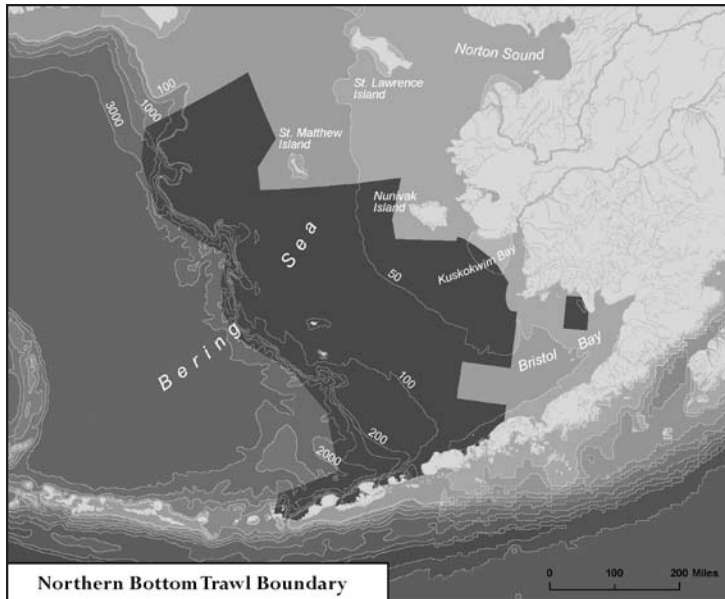 Norton Sound
St. Lawrence
Island
100
1000
3000
St. Matthew
Island
Nunivak
Island
Kuskokwim Bay
50
Bering Sea
Bristol Bay
100
200
2000
0 100 200 Miles
Northern Bottom Trawl Boundary